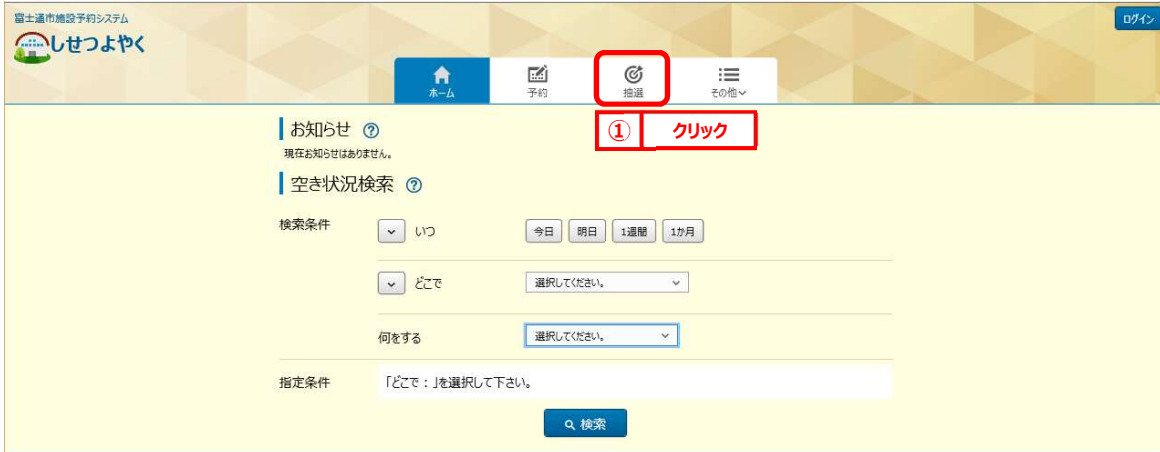 富士通市施設予約システム
しせつよやく
ログイン
ホーム
予約
抽選
その他
① クリック
お知らせ ?
現在お知らせはありません。
空き状況検索 ?
検索条件 いつ 今日 明日 1週間 1か月
どこで 選択してください。
何をする 選択してください。
指定条件 「どこで：」を選択して下さい。
検索